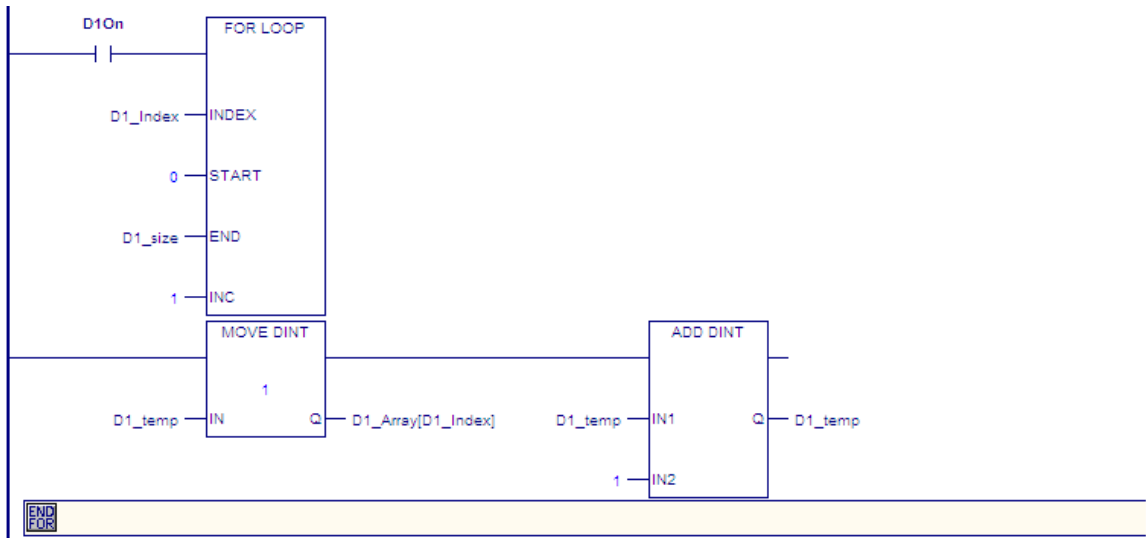 D1On
FOR LOOP
D1_Index INDEX
0 START
D1_size END
1 INC
MOVE DINT ADD DINT
1
D1_temp IN Q D1_Array[D1_Index] D1_temp IN1 Q D1_temp
1 IN2
END
FOR